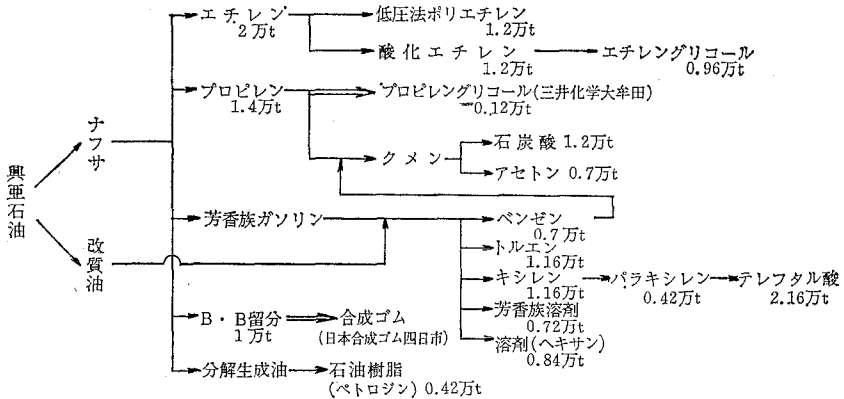 興亜石油
ナフサ
改質油
エチレン
2万t
低圧法ポリエチレン
1.2万t
酸化エチレン
1.2万t
エチレングリコール
0.96万t
プロピレン
1.4万t
プロピレングリコール(三井化学大牟田)
0.12万t
クメン
石炭酸 1.2万t
アセトン 0.7万t
芳香族ガソリン
ベンゼン
0.7万t
トルエン
1.16万t
キシレン
1.16万t
パラキシレン
0.42万t
テレフタル酸
2.16万t
芳香族溶剤
0.72万t
溶剤(ヘキサン)
0.84万t
B・B留分
1万t
合成ゴム
(日本合成ゴム四日市)
分解生成油
石油樹脂
(ペトロジン) 0.42万t